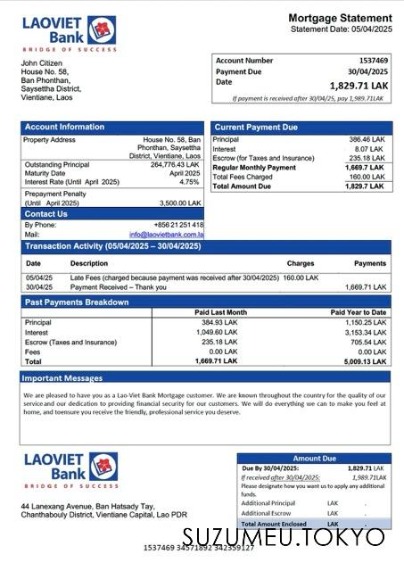 LAOVIET
Bank
BRIDGE OF SUCCESS
Mortgage Statement
Statement Date: 05/04/2025
John Citizen
House No. 58,
Ban Phonthan,
Saysettha District,
Vientiane, Laos
Account Number 1537469
Payment Due 30/04/2025
Date 1,829.71 LAK
If payment is received after 30/04/25, pay 1,989.71LAK
Account Information
Property Address House No. 58, Ban
Phonthan, Saysettha
District, Vientiane, Laos
Outstanding Principal 264,776.43 LAK
Maturity Date April 2025
Interest Rate (Until April 2025) 4.75%
Prepayment Penalty
(Until April 2025) 3,500.00 LAK
Contact Us
By Phone: +856 21 251 418
Mail: info@laovietbank.com.la
Current Payment Due
Principal 386.46 LAK
Interest 8.07 LAK
Escrow (for Taxes and Insurance) 235.18 LAK
Regular Monthly Payment 1,669.7 LAK
Total Fees Charged 160.00 LAK
Total Amount Due 1,829.7 LAK
Transaction Activity (05/04/2025 – 30/04/2025)
Date Description Charges Payments
05/04/25 Late Fees (charged because payment was received after 30/04/2025) 160.00 LAK
30/04/25 Payment Received – Thank you 1,669.71 LAK
Past Payments Breakdown
Paid Last Month Paid Year to Date
Principal 384.93 LAK 1,150.25 LAK
Interest 1,049.60 LAK 3,153.34 LAK
Escrow (Taxes and Insurance) 235.18 LAK 705.54 LAK
Fees 0.00 LAK 0.00 LAK
Total 1,669.71 LAK 5,009.13 LAK
Important Messages
We are pleased to have you as a Lao-Viet Bank Mortgage customer. We are known throughout the country for the quality of our
service and our dedication to providing financial security for our customers. We will do everything we can to make you feel at
home, and toensure you receive the friendly, professional service you deserve.
LAOVIET
Bank
BRIDGE OF SUCCESS
44 Lanexang Avenue, Ban Hatsady Tay,
Chanthabouly District, Vientiane Capital, Lao PDR
Amount Due
Due By 30/04/2025: 1,829.71 LAK
If received after 30/04/2025: 1,989.71LAK
Please designate how you want us to apply any additional
funds.
Additional Principal LAK .
Additional Escrow LAK .
Total Amount Enclosed LAK .
SUZUMEU.TOKYO
1537469 34571892 342359127